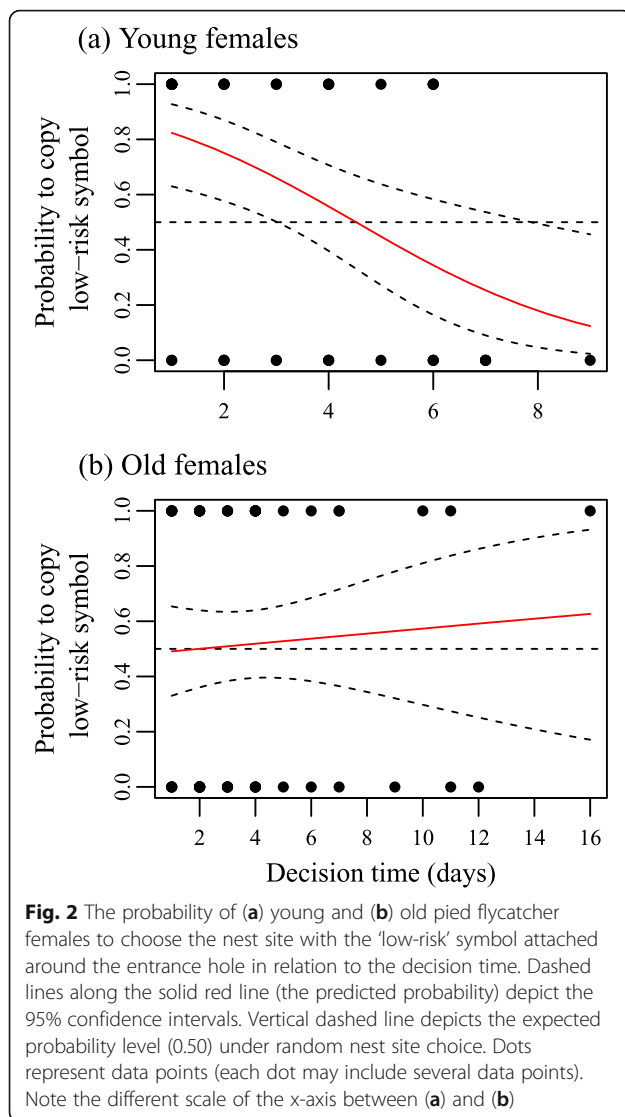 (a) Young females
Probability to copy
low−risk symbol
0.0 0.2 0.4 0.6 0.8 1.0
2 4 6 8
(b) Old females
Probability to copy
low−risk symbol
0.0 0.2 0.4 0.6 0.8 1.0
2 4 6 8 10 12 14 16
Decision time (days)
Fig. 2 The probability of (a) young and (b) old pied flycatcher
females to choose the nest site with the ‘low-risk’ symbol attached
around the entrance hole in relation to the decision time. Dashed
lines along the solid red line (the predicted probability) depict the
95% confidence intervals. Vertical dashed line depicts the expected
probability level (0.50) under random nest site choice. Dots
represent data points (each dot may include several data points).
Note the different scale of the x-axis between (a) and (b)